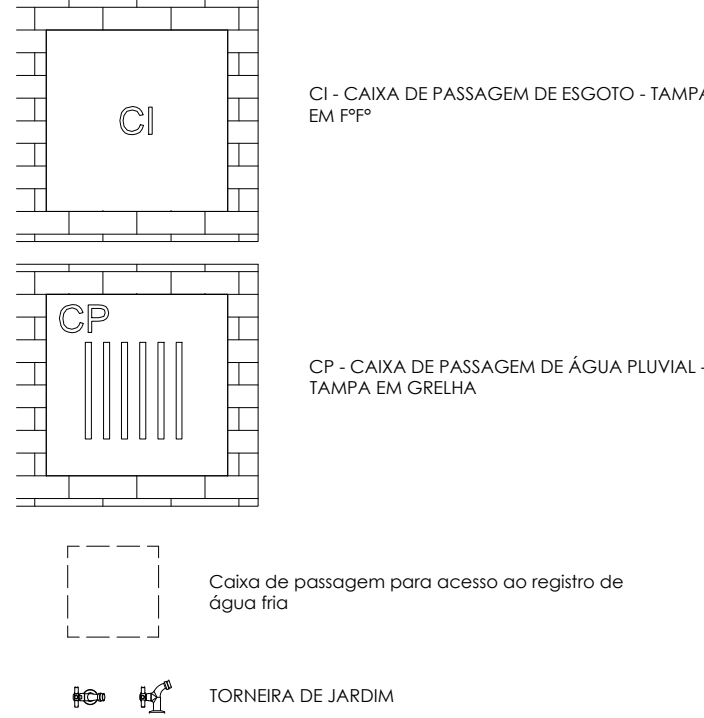 CI
CI - CAIXA DE PASSAGEM DE ESGOTO - TAMPA
EM FºFº
CP
CP - CAIXA DE PASSAGEM DE ÁGUA PLUVIAL -
TAMPA EM GRELHA
Caixa de passagem para acesso ao registro de
água fria
TORNEIRA DE JARDIM